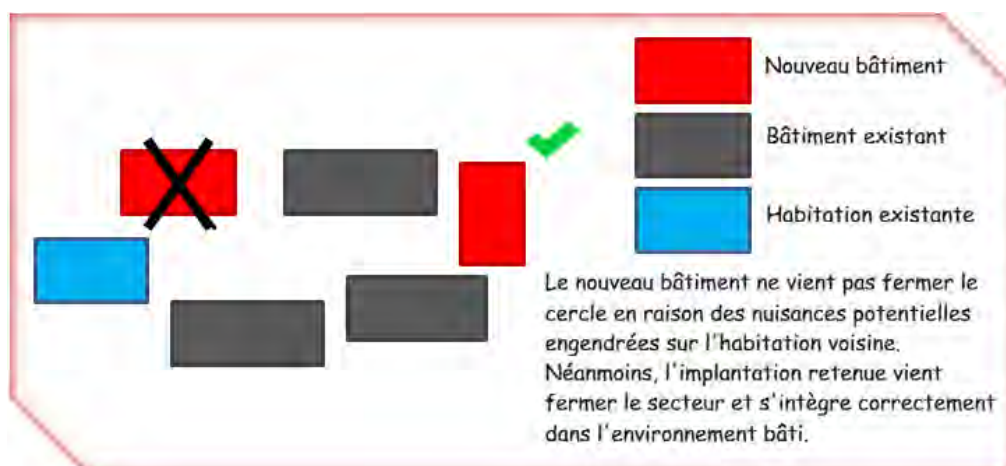 Nouveau bâtiment
Bâtiment existant
Habitation existante
Le nouveau bâtiment ne vient pas fermer le
cercle en raison des nuisances potentielles
engendrées sur l'habitation voisine.
Néanmoins, l'implantation retenue vient
fermer le secteur et s'intègre correctement
dans l'environnement bâti.